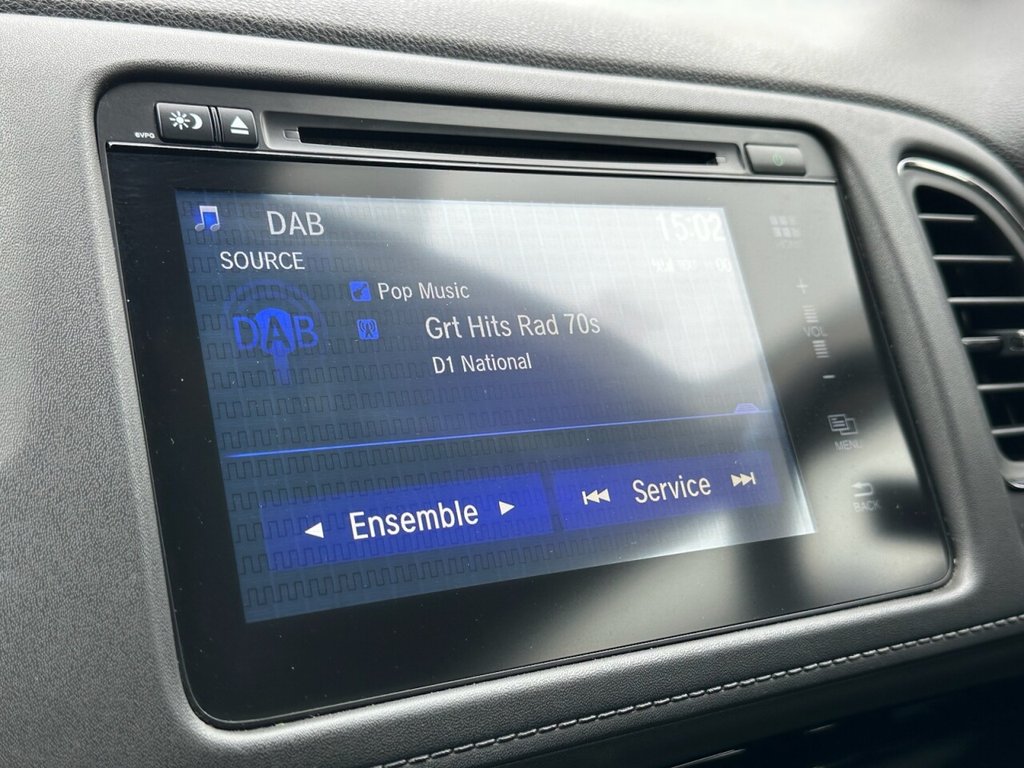 DAB
15:02
SOURCE
Pop Music
DAB
Grt Hits Rad 70s
D1 National
VOL
Ensemble
Service
MENU
BACK